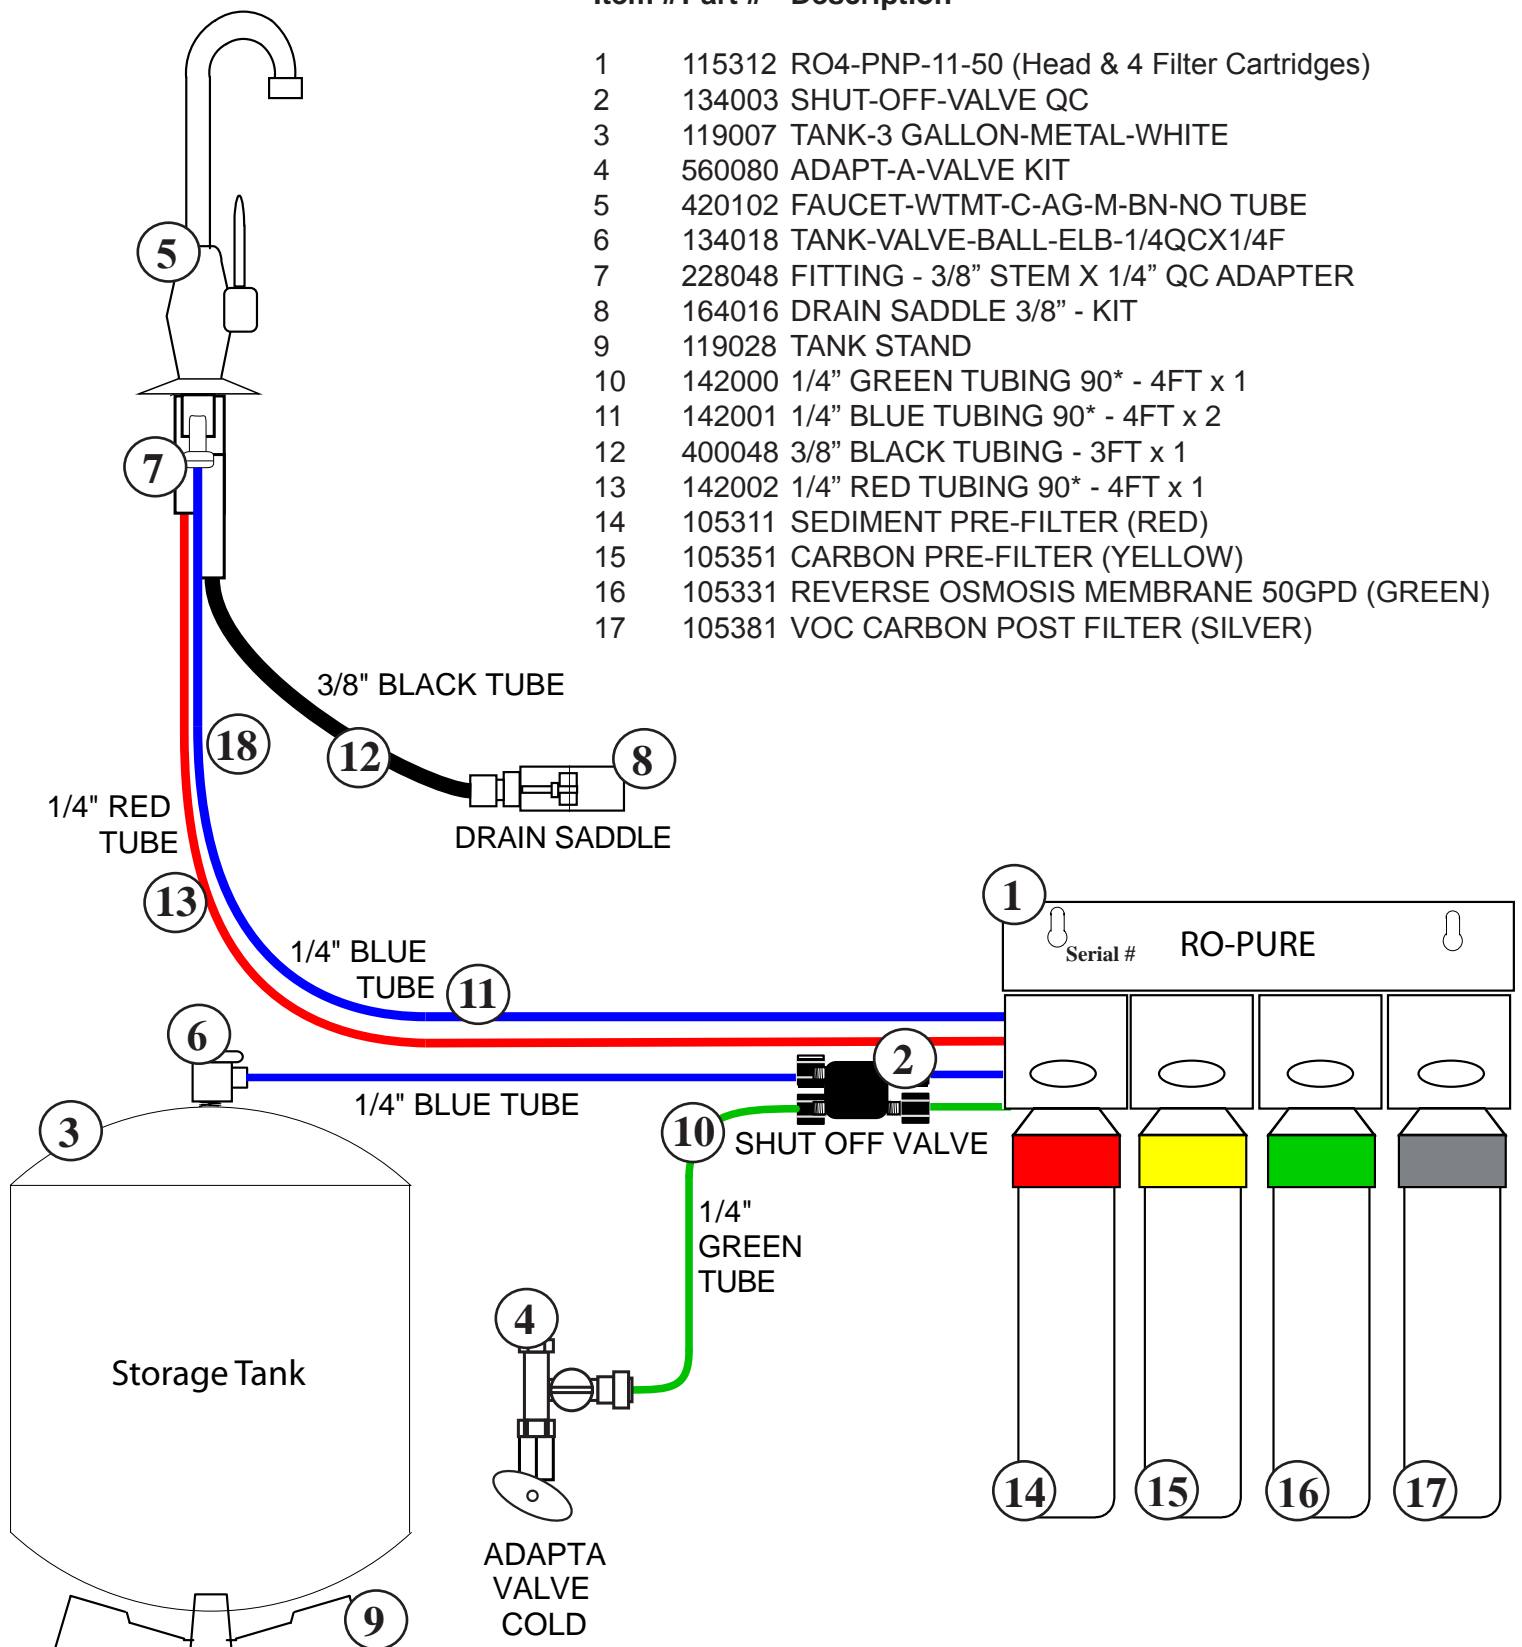 Item # Part # Description
1 115312 RO4-PNP-11-50 (Head & 4 Filter Cartridges)
2 134003 SHUT-OFF-VALVE QC
3 119007 TANK-3 GALLON-METAL-WHITE
4 560080 ADAPT-A-VALVE KIT
5 420102 FAUCET-WTMT-C-AG-M-BN-NO TUBE
6 134018 TANK-VALVE-BALL-ELB-1/4QCX1/4F
7 228048 FITTING - 3/8” STEM X 1/4” QC ADAPTER
8 164016 DRAIN SADDLE 3/8” - KIT
9 119028 TANK STAND
10 142000 1/4” GREEN TUBING 90* - 4FT x 1
11 142001 1/4” BLUE TUBING 90* - 4FT x 2
12 400048 3/8” BLACK TUBING - 3FT x 1
13 142002 1/4” RED TUBING 90* - 4FT x 1
14 105311 SEDIMENT PRE-FILTER (RED)
15 105351 CARBON PRE-FILTER (YELLOW)
16 105331 REVERSE OSMOSIS MEMBRANE 50GPD (GREEN)
17 105381 VOC CARBON POST FILTER (SILVER)
5
7
3/8" BLACK TUBE
18
12
8
1/4" RED
TUBE
DRAIN SADDLE
13
1
Serial #
RO-PURE
1/4" BLUE
TUBE
11
6
2
1/4" BLUE TUBE
3
10
SHUT OFF VALVE
1/4"
GREEN
TUBE
4
Storage Tank
14
15
16
17
ADAPTA
VALVE
COLD
9